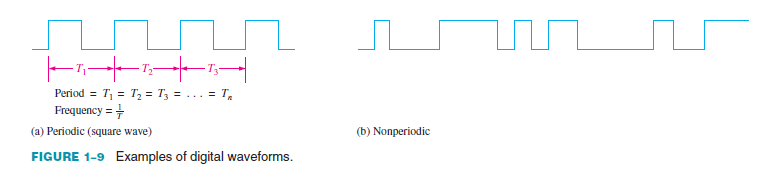 T₁ T₂ T₃
Period = T₁ = T₂ = T₃ = . . . = Tₙ
Frequency = 1/T
(a) Periodic (square wave) (b) Nonperiodic
FIGURE 1–9 Examples of digital waveforms.